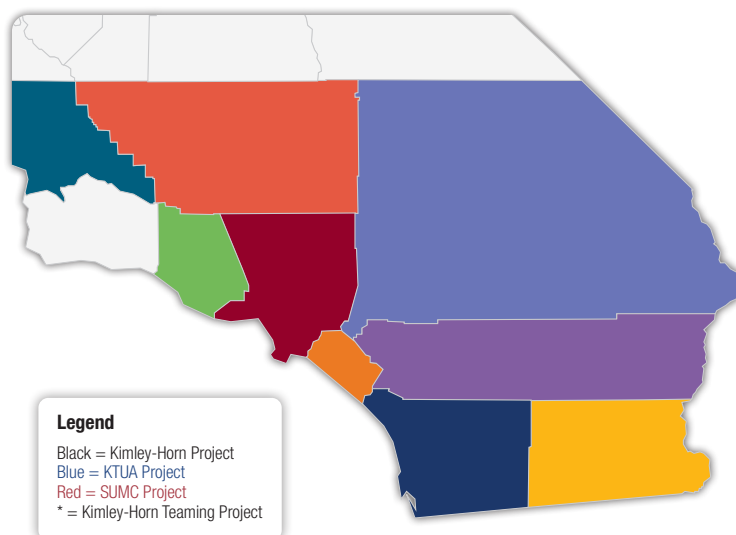 Legend
Black = Kimley-Horn Project
Blue = KTUA Project
Red = SUMC Project
* = Kimley-Horn Teaming Project